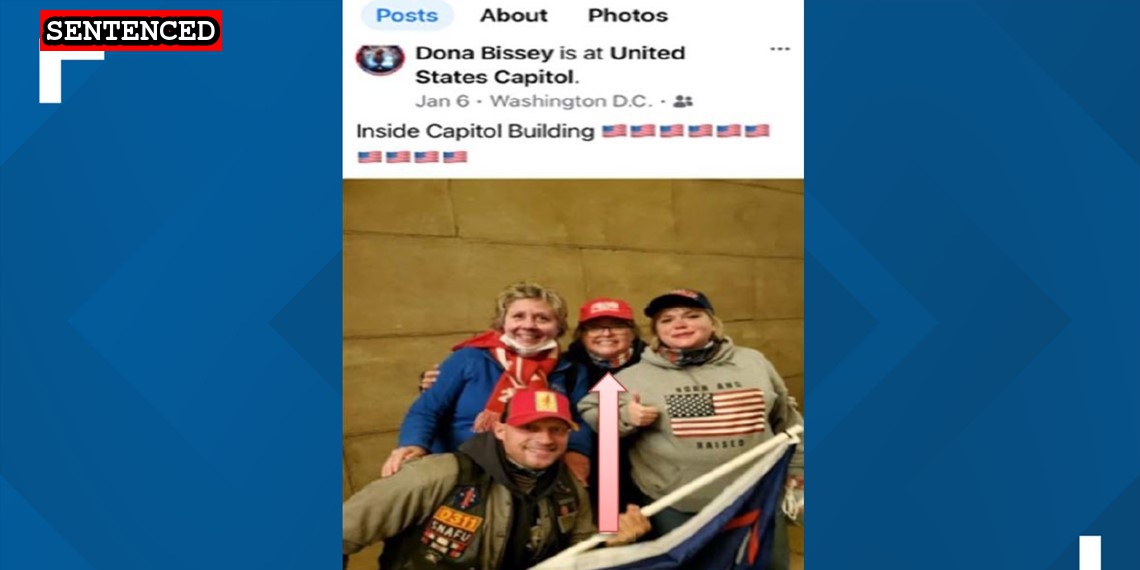 SENTENCED
Posts About Photos
Dona Bissey is at United
States Capitol.
Jan 6 · Washington D.C. ·
Inside Capitol Building 🇺🇸🇺🇸🇺🇸🇺🇸🇺🇸🇺🇸
🇺🇸🇺🇸🇺🇸🇺🇸
BORN AND
RAISED
0311
SNAFU